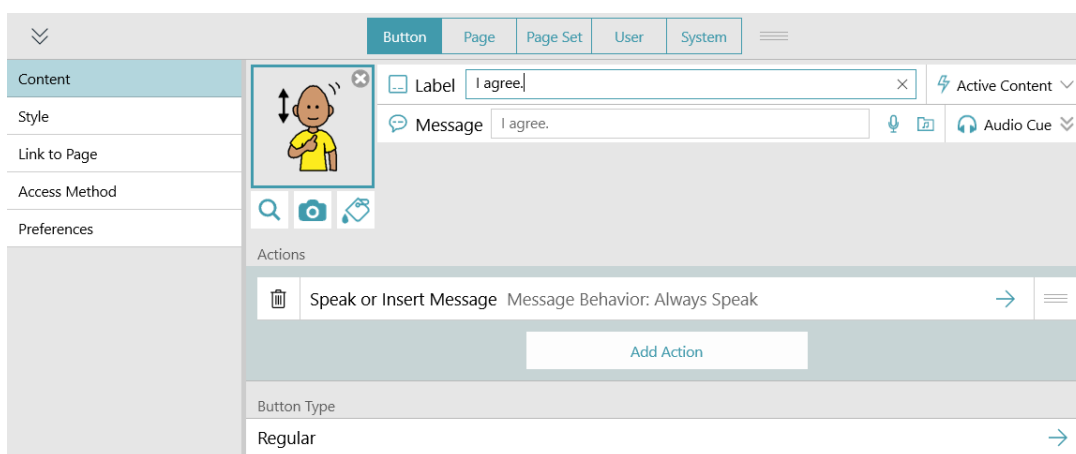 Button Page Page Set User System
Content
Style
Link to Page
Access Method
Preferences
Label I agree. Active Content
Message I agree. Audio Cue
Actions
Speak or Insert Message Message Behavior: Always Speak
Add Action
Button Type
Regular